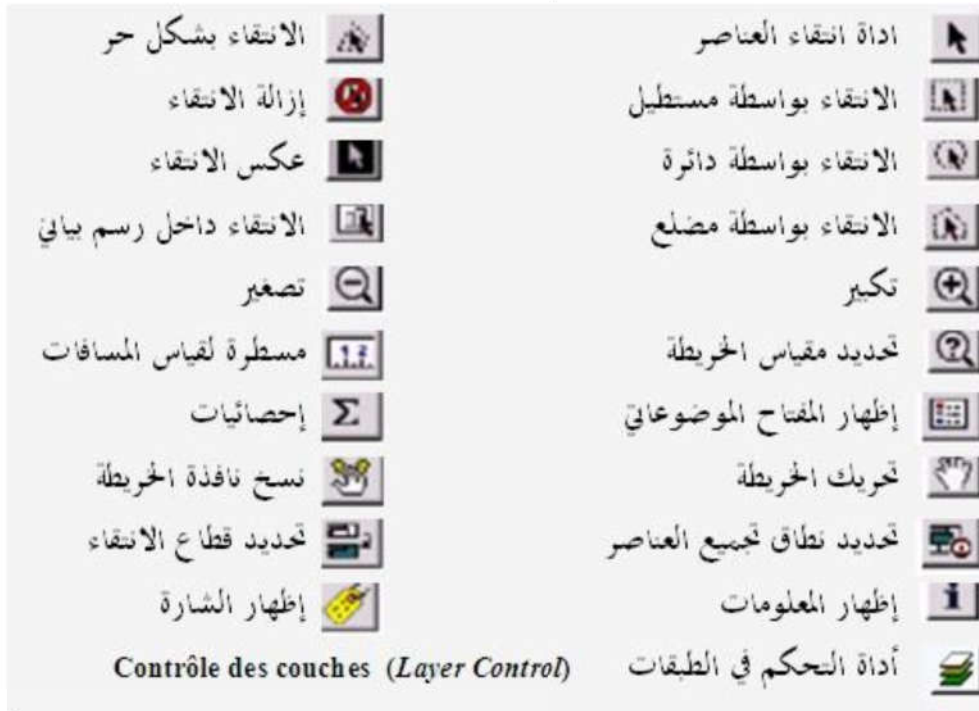 اداة انتقاء العناصر الانتقاء بشكل حر
الانتقاء بواسطة مستطيل إزالة الانتقاء
الانتقاء بواسطة دائرة عكس الانتقاء
الانتقاء بواسطة مضلع الانتقاء داخل رسم بياني
تكبير تصغير
تحديد مقياس الخريطة مسطرة لقياس المسافات
إظهار المفتاح الموضوعاتي إحصائيات
تحريك الخريطة نسخ نافذة الخريطة
تحديد نطاق تجميع العناصر تحديد قطاع الانتقاء
إظهار المعلومات إظهار الشارة
أداة التحكم في الطبقات Contrôle des couches (Layer Control)